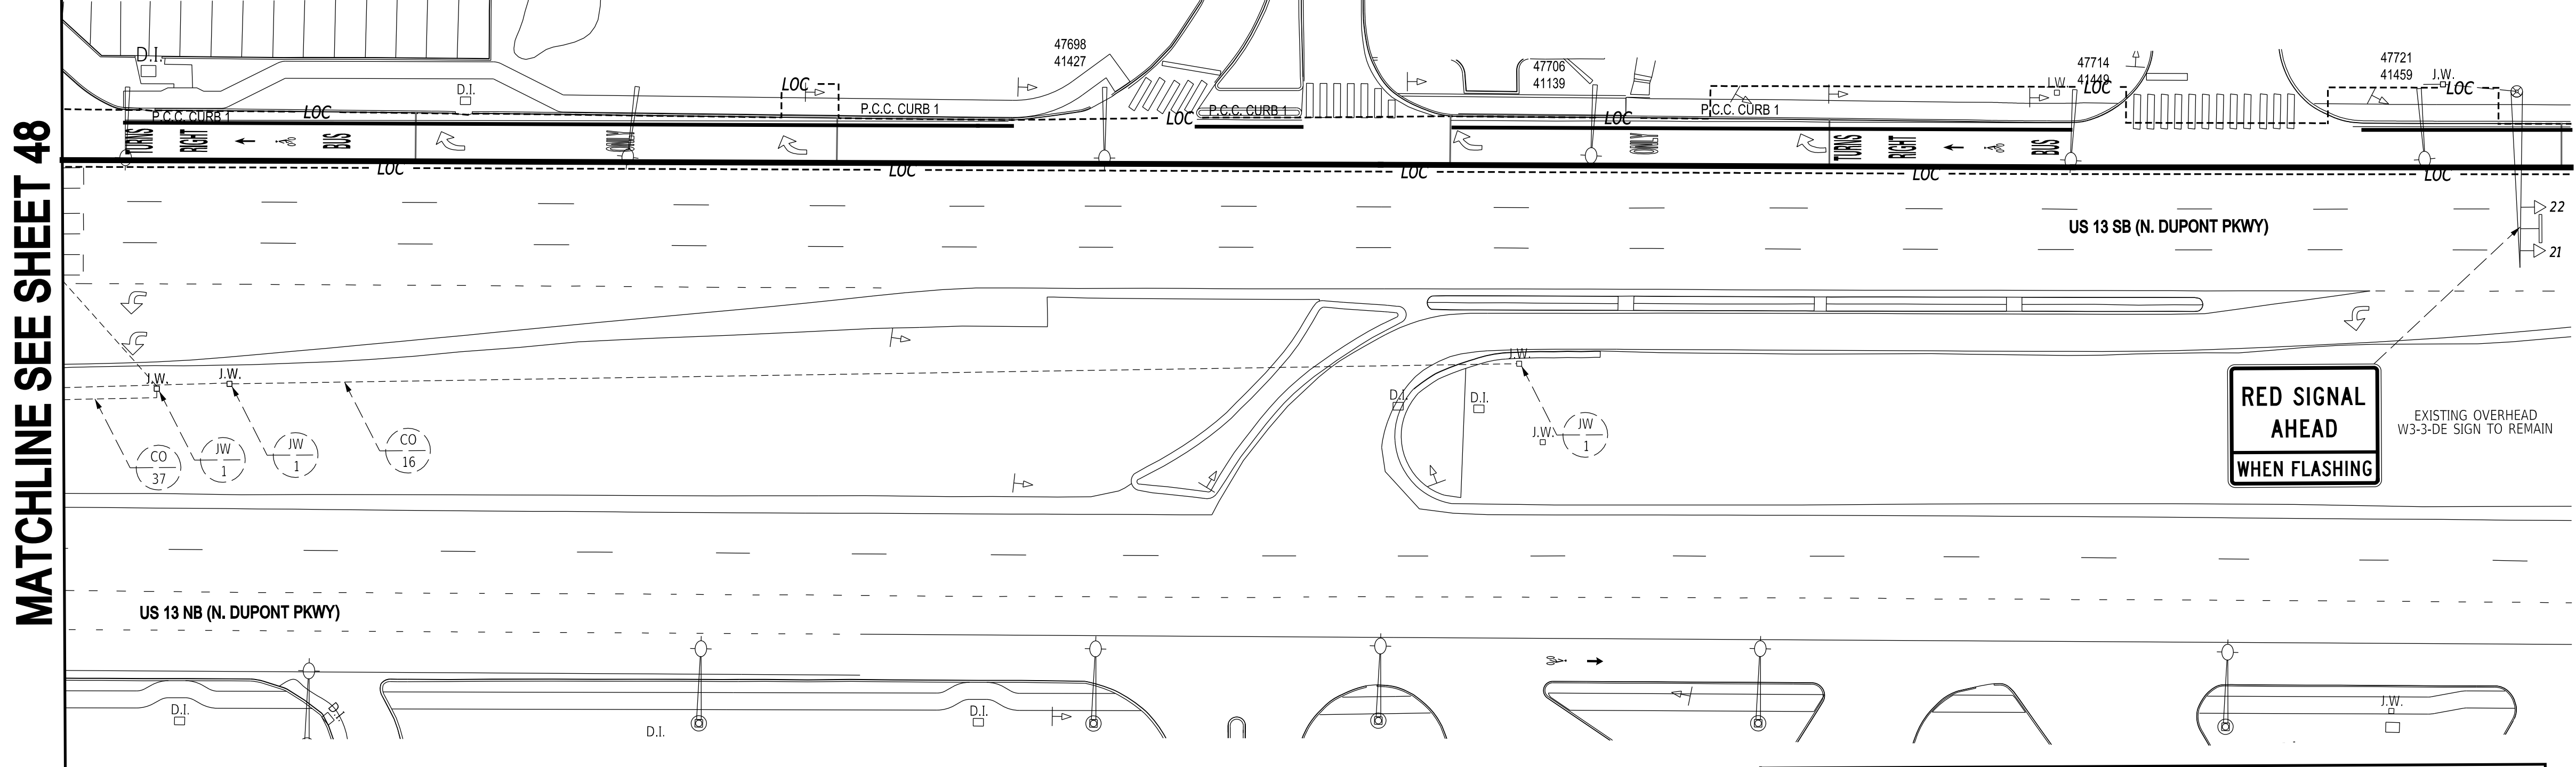 MATCHLINE SEE SHEET 48
D.I.
D.I.
47698
41427
47706
41139
47714
41449
47721
41459
J.W.
J.W.
LOC
LOC
LOC
LOC
LOC
LOC
LOC
P.C.C. CURB 1
P.C.C. CURB 1
P.C.C. CURB 1
P.C.C. CURB 1
TURNS
RIGHT
BUS
ONLY
ONLY
TURNS
RIGHT
BUS
LOC
LOC
LOC
LOC
LOC
US 13 SB (N. DUPONT PKWY)
22
21
J.W.
J.W.
J.W.
D.I.
D.I.
J.W.
CO
37
JW
1
JW
1
CO
16
JW
1
RED SIGNAL
AHEAD
WHEN FLASHING
EXISTING OVERHEAD
W3-3-DE SIGN TO REMAIN
US 13 NB (N. DUPONT PKWY)
D.I.
D.I.
D.I.
D.I.
J.W.